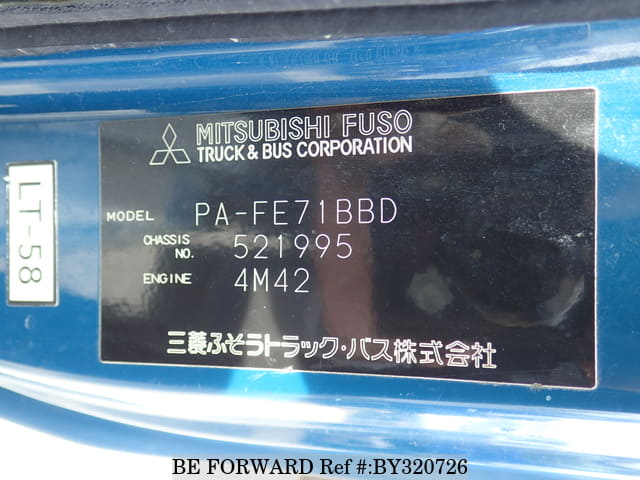 MITSUBISHI FUSO
TRUCK & BUS CORPORATION
MODEL PA-FE71BBD
CHASSIS NO. 521995
ENGINE 4M42
三菱ふそうトラック・バス株式会社
LT-58
BE FORWARD Ref #:BY320726